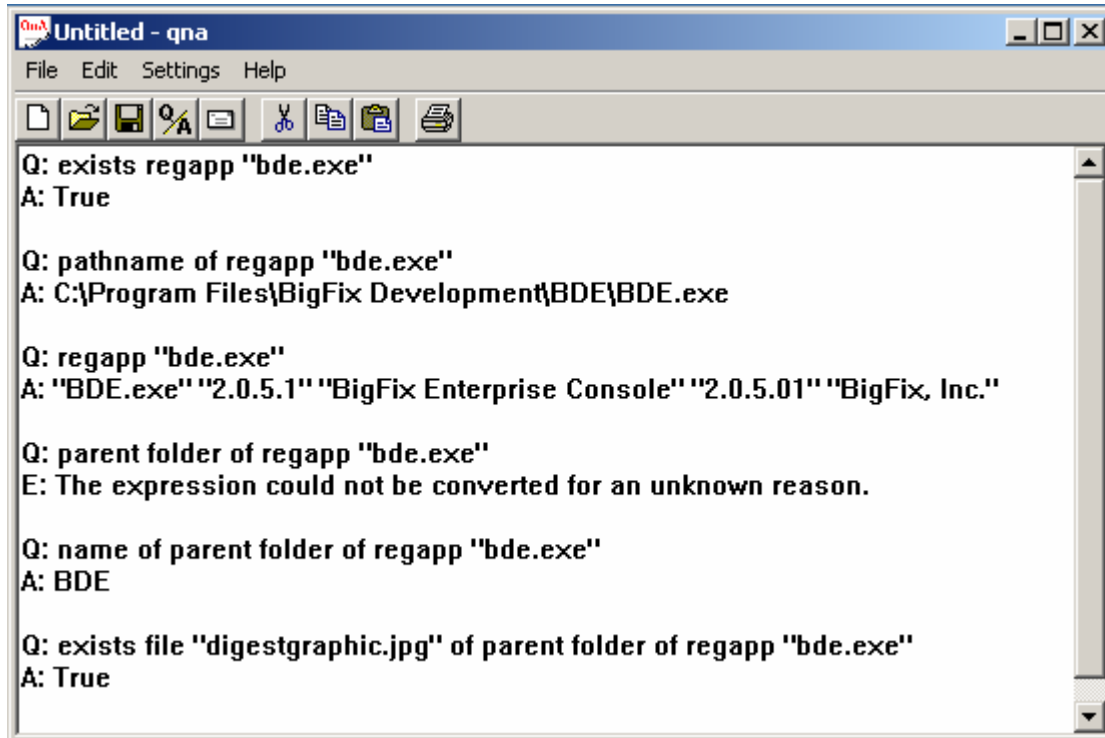 QnA
Untitled - qna
File Edit Settings Help
Q/A
Q: exists regapp "bde.exe"
A: True
Q: pathname of regapp "bde.exe"
A: C:\Program Files\BigFix Development\BDE\BDE.exe
Q: regapp "bde.exe"
A: "BDE.exe" "2.0.5.1" "BigFix Enterprise Console" "2.0.5.01" "BigFix, Inc."
Q: parent folder of regapp "bde.exe"
E: The expression could not be converted for an unknown reason.
Q: name of parent folder of regapp "bde.exe"
A: BDE
Q: exists file "digestgraphic.jpg" of parent folder of regapp "bde.exe"
A: True